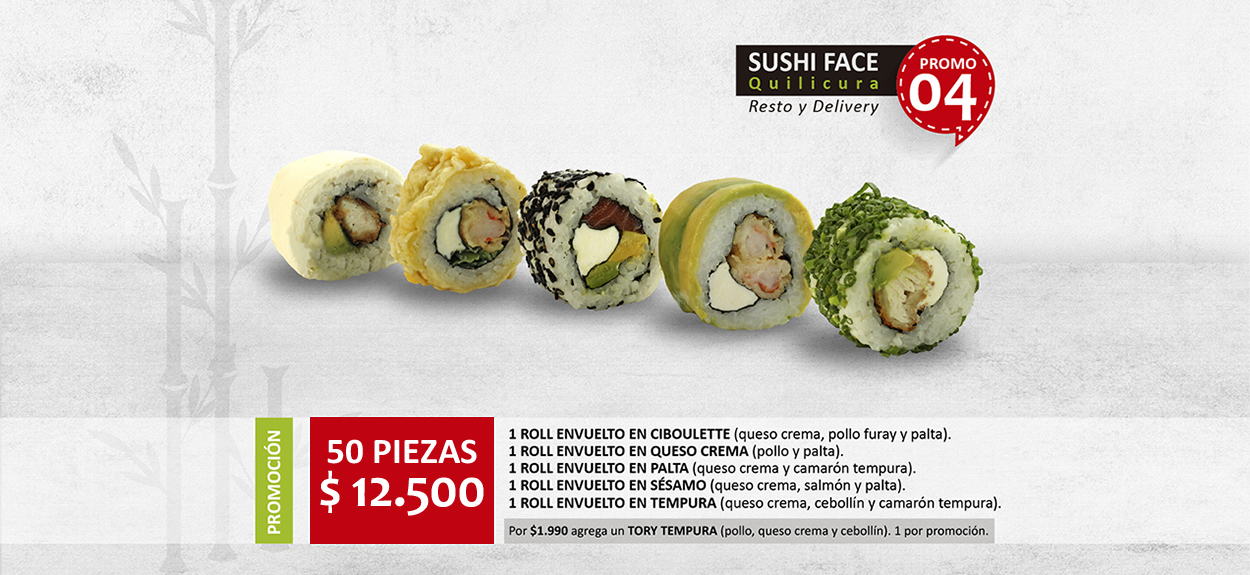 SUSHI FACE
Quilicura
Resto y Delivery
PROMO
04
PROMOCIÓN
50 PIEZAS
$ 12.500
1 ROLL ENVUELTO EN CIBOULETTE (queso crema, pollo furay y palta).
1 ROLL ENVUELTO EN QUESO CREMA (pollo y palta).
1 ROLL ENVUELTO EN PALTA (queso crema y camarón tempura).
1 ROLL ENVUELTO EN SÉSAMO (queso crema, salmón y palta).
1 ROLL ENVUELTO EN TEMPURA (queso crema, cebollín y camarón tempura).
Por $1.990 agrega un TORY TEMPURA (pollo, queso crema y cebollín). 1 por promoción.